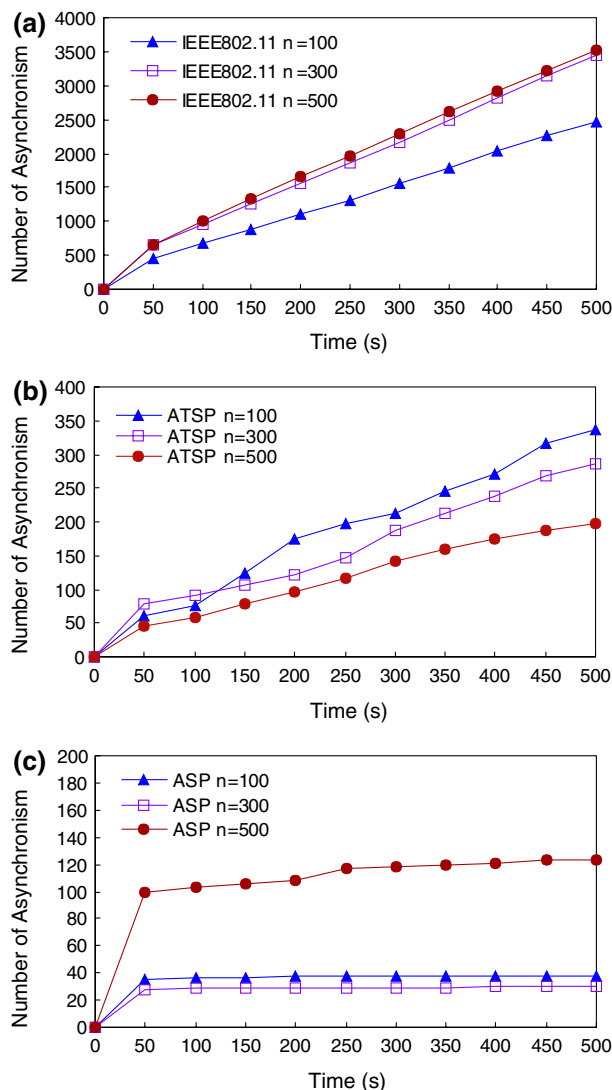 (a)
4000
3500
3000
2500
2000
1500
1000
500
0
Number of Asynchronism
IEEE802.11 n=100
IEEE802.11 n=300
IEEE802.11 n=500
0 50 100 150 200 250 300 350 400 450 500
Time (s)
(b)
400
350
300
250
200
150
100
50
0
Number of Asynchronism
ATSP n=100
ATSP n=300
ATSP n=500
0 50 100 150 200 250 300 350 400 450 500
Time (s)
(c)
200
180
160
140
120
100
80
60
40
20
0
Number of Asynchronism
ASP n=100
ASP n=300
ASP n=500
0 50 100 150 200 250 300 350 400 450 500
Time (s)